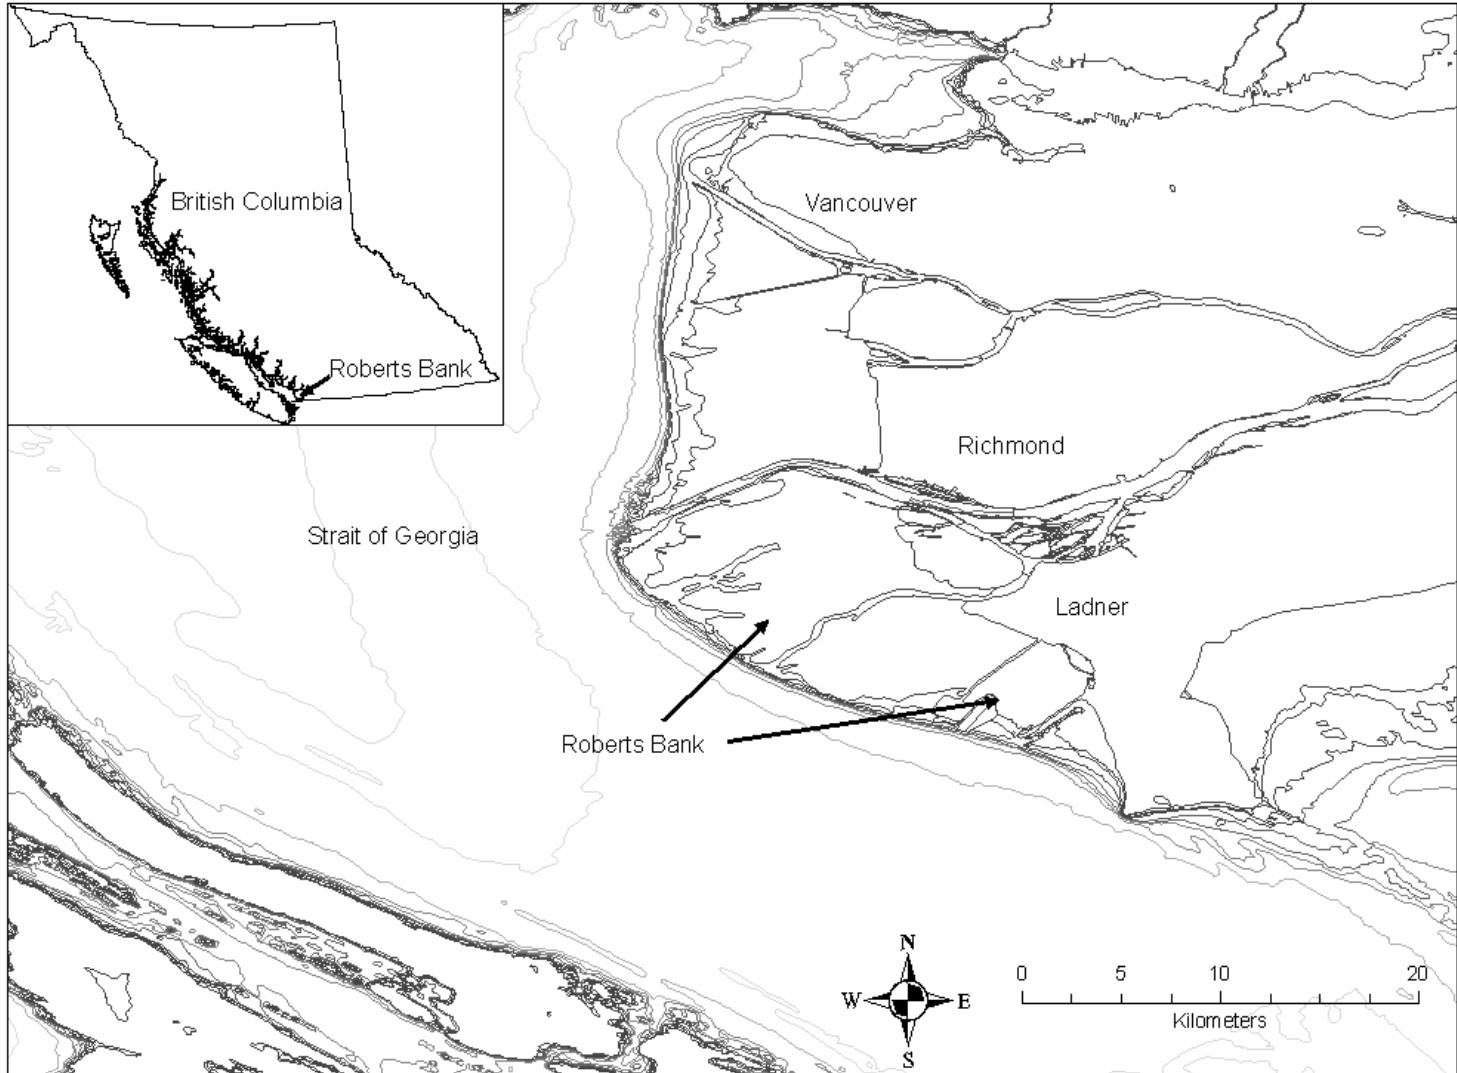 British Columbia
Roberts Bank
Vancouver
Richmond
Strait of Georgia
Ladner
Roberts Bank
N
W E
S
0 5 10 20
Kilometers